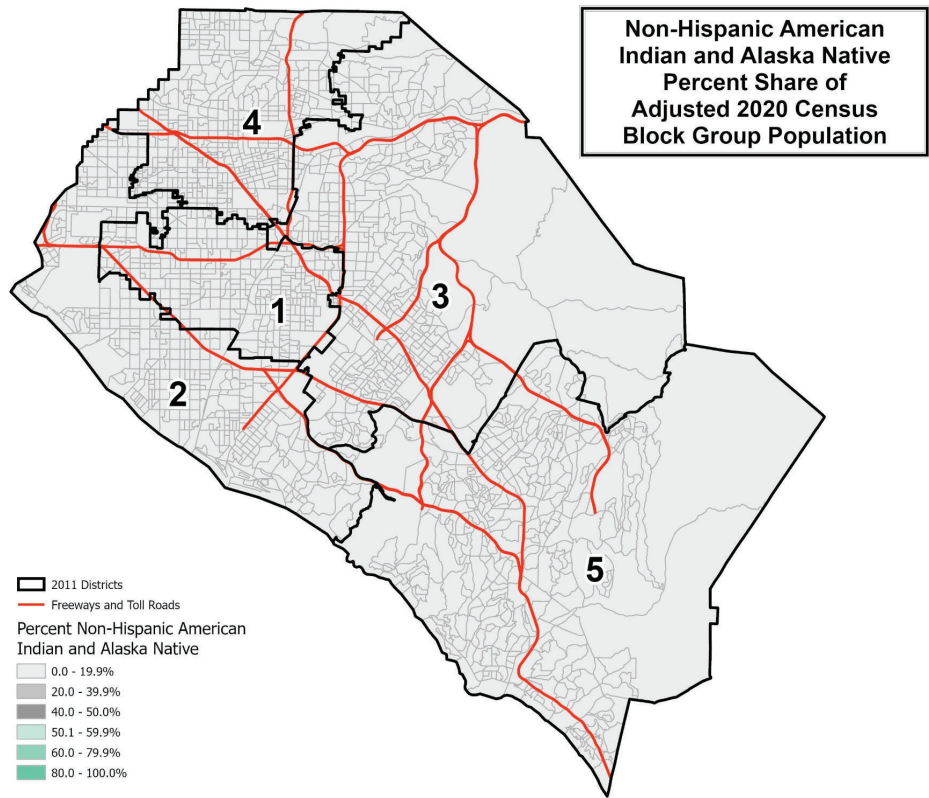 Non-Hispanic American
Indian and Alaska Native
Percent Share of
Adjusted 2020 Census
Block Group Population
4
3
1
2
5
2011 Districts
Freeways and Toll Roads
Percent Non-Hispanic American
Indian and Alaska Native
0.0 - 19.9%
20.0 - 39.9%
40.0 - 50.0%
50.1 - 59.9%
60.0 - 79.9%
80.0 - 100.0%